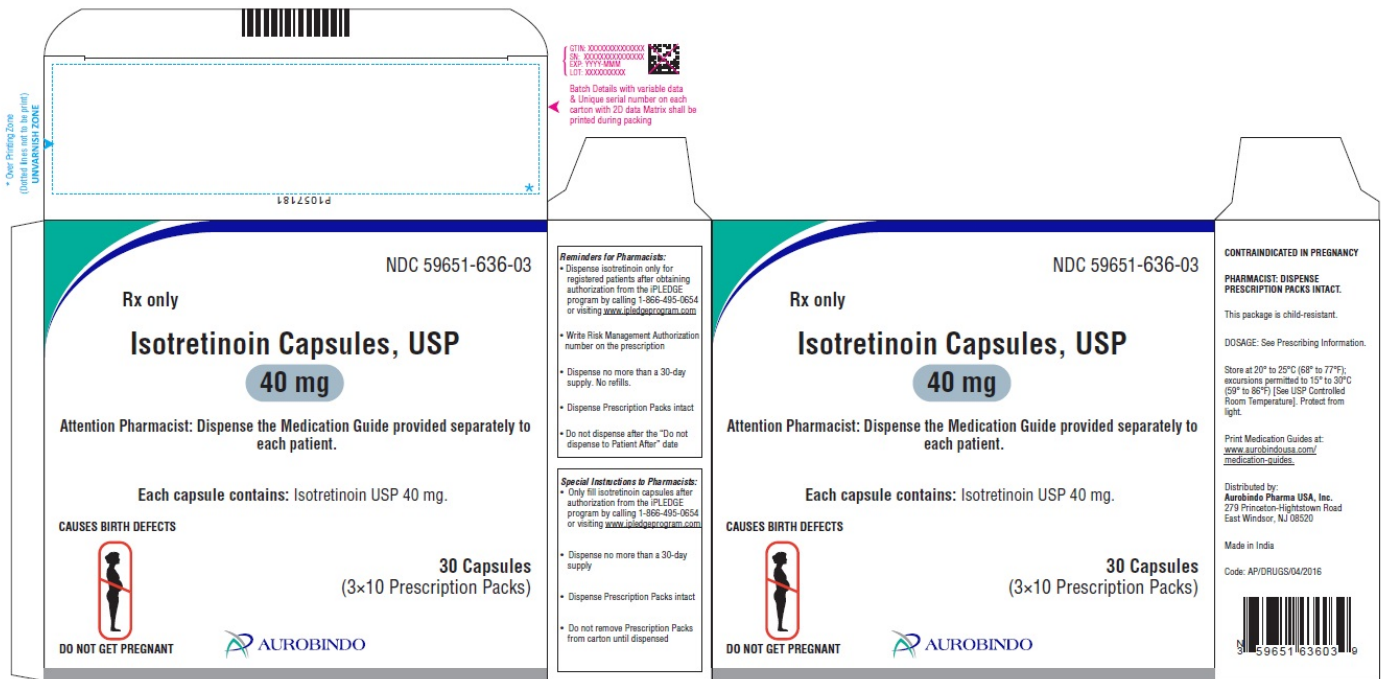 * Over Printing Zone
(Dotted lines not to be print)
UNVARNISH ZONE
*
P1057181
GTIN: XXXXXXXXXXXXXX
SN: XXXXXXXXXXXXXXX
EXP: YYYY-MMM
LOT: XXXXXXXXXX
Batch Details with variable data
& Unique serial number on each
carton with 2D data Matrix shall be
printed during packing
NDC 59651-636-03
Rx only
Isotretinoin Capsules, USP
40 mg
Attention Pharmacist: Dispense the Medication Guide provided separately to
each patient.
Each capsule contains: Isotretinoin USP 40 mg.
CAUSES BIRTH DEFECTS
30 Capsules
(3×10 Prescription Packs)
DO NOT GET PREGNANT
AUROBINDO
Reminders for Pharmacists:
• Dispense isotretinoin only for
registered patients after obtaining
authorization from the iPLEDGE
program by calling 1-866-495-0654
or visiting www.ipledgeprogram.com
• Write Risk Management Authorization
number on the prescription
• Dispense no more than a 30-day
supply. No refills.
• Dispense Prescription Packs intact
• Do not dispense after the “Do not
dispense to Patient After” date
Special Instructions to Pharmacists:
• Only fill isotretinoin capsules after
authorization from the iPLEDGE
program by calling 1-866-495-0654
or visiting www.ipledgeprogram.com
• Dispense no more than a 30-day
supply
• Dispense Prescription Packs intact
• Do not remove Prescription Packs
from carton until dispensed
NDC 59651-636-03
Rx only
Isotretinoin Capsules, USP
40 mg
Attention Pharmacist: Dispense the Medication Guide provided separately to
each patient.
Each capsule contains: Isotretinoin USP 40 mg.
CAUSES BIRTH DEFECTS
30 Capsules
(3×10 Prescription Packs)
DO NOT GET PREGNANT
AUROBINDO
CONTRAINDICATED IN PREGNANCY
PHARMACIST: DISPENSE
PRESCRIPTION PACKS INTACT.
This package is child-resistant.
DOSAGE: See Prescribing Information.
Store at 20° to 25°C (68° to 77°F);
excursions permitted to 15° to 30°C
(59° to 86°F) [See USP Controlled
Room Temperature]. Protect from
light.
Print Medication Guides at:
www.aurobindousa.com/
medication-guides.
Distributed by:
Aurobindo Pharma USA, Inc.
279 Princeton-Hightstown Road
East Windsor, NJ 08520
Made in India
Code: AP/DRUGS/04/2016
N
3 59651 63603 9